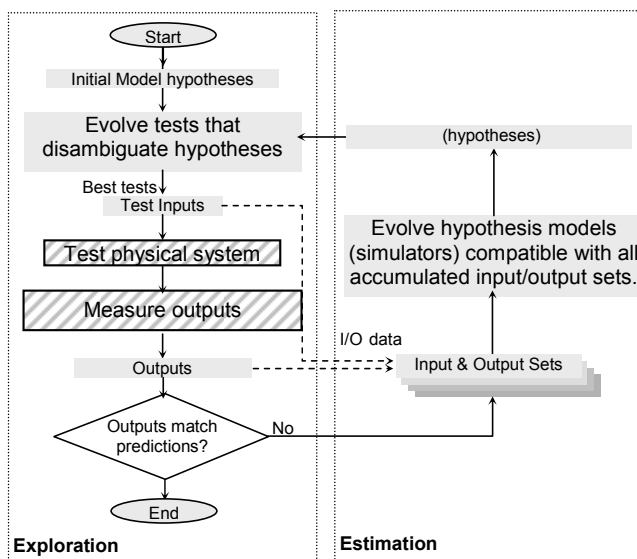 Start
Initial Model hypotheses
Evolve tests that
disambiguate hypotheses
Best tests
Test Inputs
Test physical system
Measure outputs
Outputs
Outputs match
predictions?
No
End
Exploration
(hypotheses)
Evolve hypothesis models
(simulators) compatible with all
accumulated input/output sets.
I/O data
Input & Output Sets
Estimation